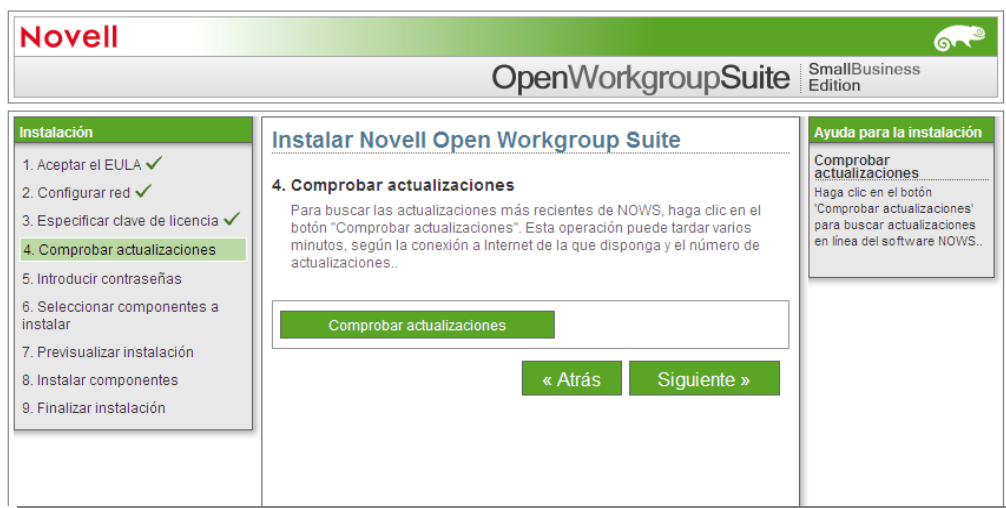 Novell
OpenWorkgroupSuite
SmallBusiness
Edition
Instalación
1. Aceptar el EULA
2. Configurar red
3. Especificar clave de licencia
4. Comprobar actualizaciones
5. Introducir contraseñas
6. Seleccionar componentes a
instalar
7. Previsualizar instalación
8. Instalar componentes
9. Finalizar instalación
Instalar Novell Open Workgroup Suite
4. Comprobar actualizaciones
Para buscar las actualizaciones más recientes de NOWS, haga clic en el
botón "Comprobar actualizaciones". Esta operación puede tardar varios
minutos, según la conexión a Internet de la que disponga y el número de
actualizaciones..
Comprobar actualizaciones
« Atrás
Siguiente »
Ayuda para la instalación
Comprobar
actualizaciones
Haga clic en el botón
'Comprobar actualizaciones'
para buscar actualizaciones
en línea del software NOWS..